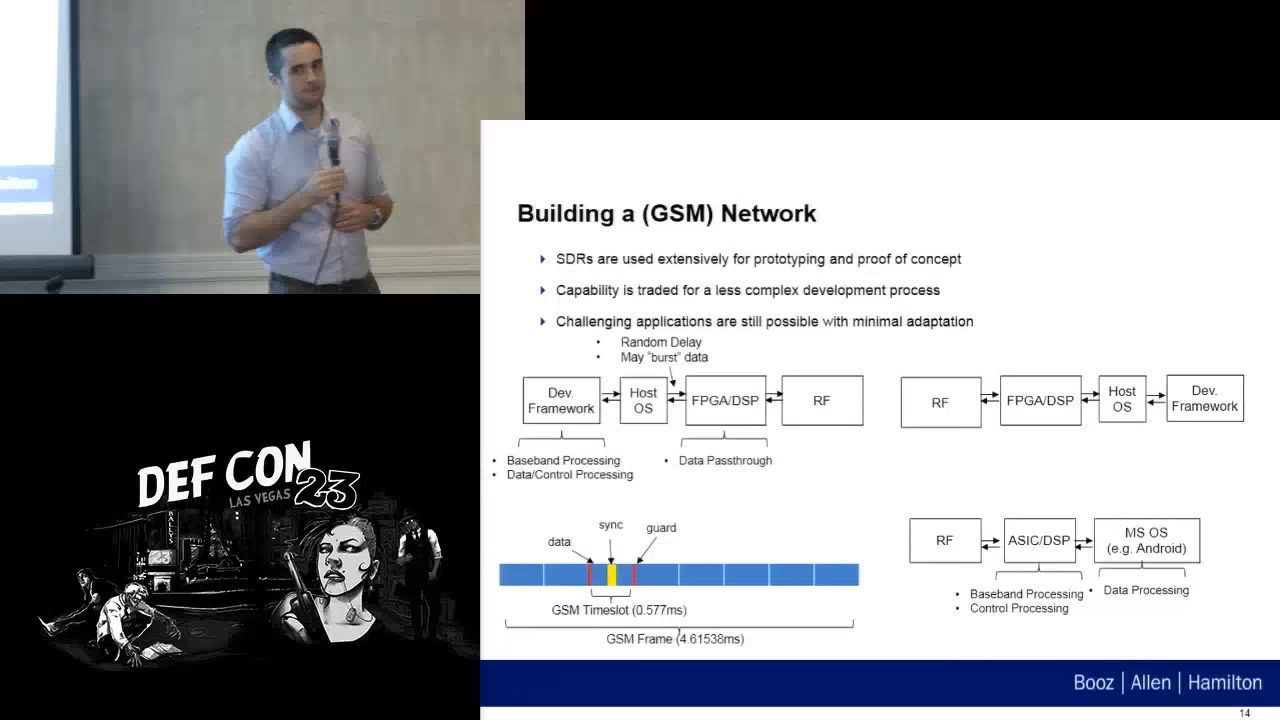 Building a (GSM) Network
SDRs are used extensively for prototyping and proof of concept
Capability is traded for a less complex development process
Challenging applications are still possible with minimal adaptation
• Random Delay
• May "burst" data
Dev.
Framework
Host
OS
FPGA/DSP
RF
RF
FPGA/DSP
Host
OS
Dev.
Framework
• Baseband Processing
• Data/Control Processing
• Data Passthrough
data
sync
guard
GSM Timeslot (0.577ms)
GSM Frame (4.61538ms)
RF
ASIC/DSP
MS OS
(e.g. Android)
• Baseband Processing
• Control Processing
• Data Processing
Booz | Allen | Hamilton
14
DEF CON
LAS VEGAS 23
BALLYS